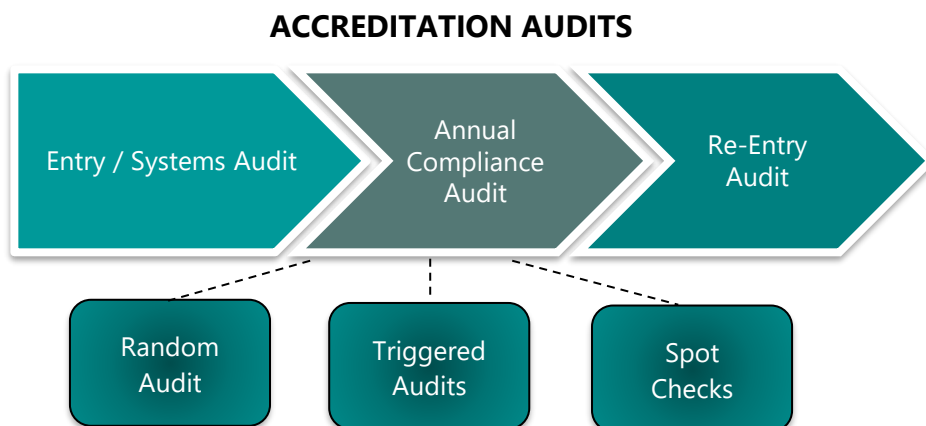 ACCREDITATION AUDITS
Entry / Systems Audit
Annual
Compliance
Audit
Re-Entry
Audit
Random
Audit
Triggered
Audits
Spot
Checks